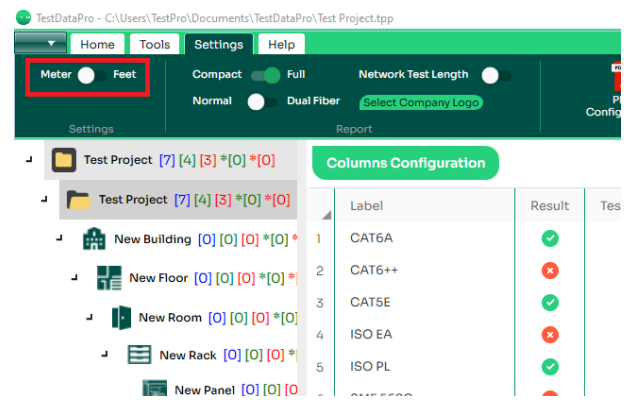 TestDataPro - C:\Users\TestPro\Documents\TestDataPro\Test Project.tpp
Home Tools Settings Help
Meter Feet Compact Full Network Test Length
Normal Dual Fiber Select Company Logo
Settings Report
Test Project [7] [4] [3] *[0] *[0]
Columns Configuration
Test Project [7] [4] [3] *[0] *[0]
Label Result
New Building [0] [0] [0] *[0] *
1 CAT6A
New Floor [0] [0] [0] *[0] *
2 CAT6++
New Room [0] [0] [0] *[0]
3 CAT5E
4 ISO EA
New Rack [0] [0] [0] *
5 ISO PL
New Panel [0] [0] [0